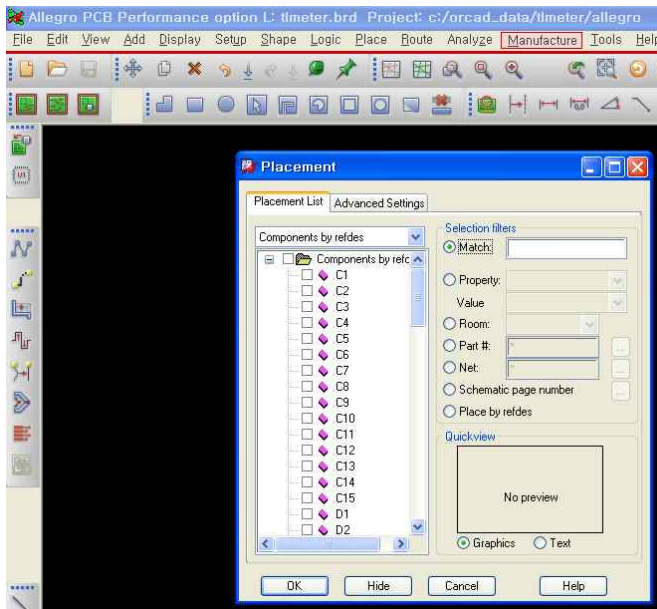 Allegro PCB Performance option L: tlmeter.brd Project: c:/orcad_data/tlmeter/allegro
File Edit View Add Display Setup Shape Logic Place Route Analyze Manufacture Tools Help
Placement
Placement List Advanced Settings
Components by refdes
Components by refc
C1
C2
C3
C4
C5
C6
C7
C8
C9
C10
C11
C12
C13
C14
C15
D1
D2
Selection filters
Match:
Property:
Value
Room:
Part #: *
...
Net: *
...
Schematic page number
...
Place by refdes
Quickview
No preview
Graphics Text
OK Hide Cancel Help